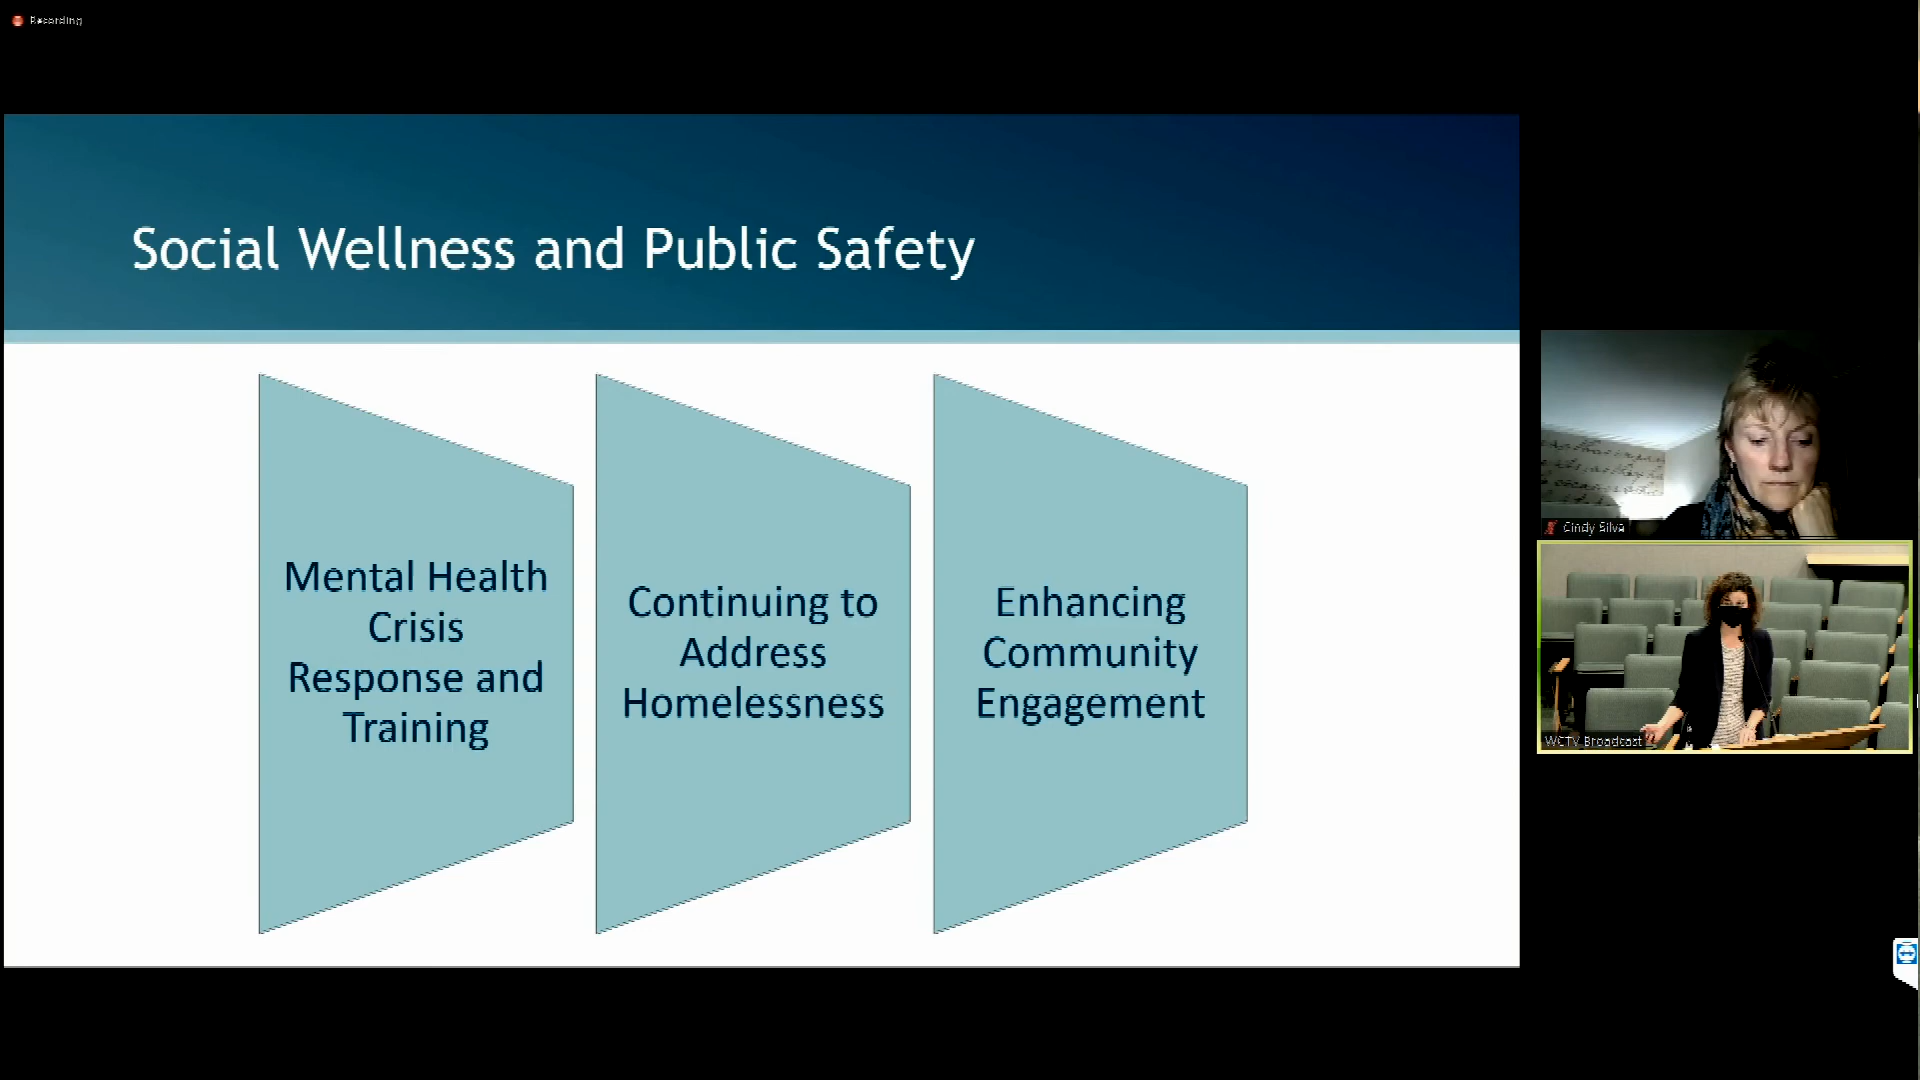 Recording
Social Wellness and Public Safety
Mental Health
Crisis
Response and
Training
Continuing to
Address
Homelessness
Enhancing
Community
Engagement
Cindy Silva
WCTV Broadcast